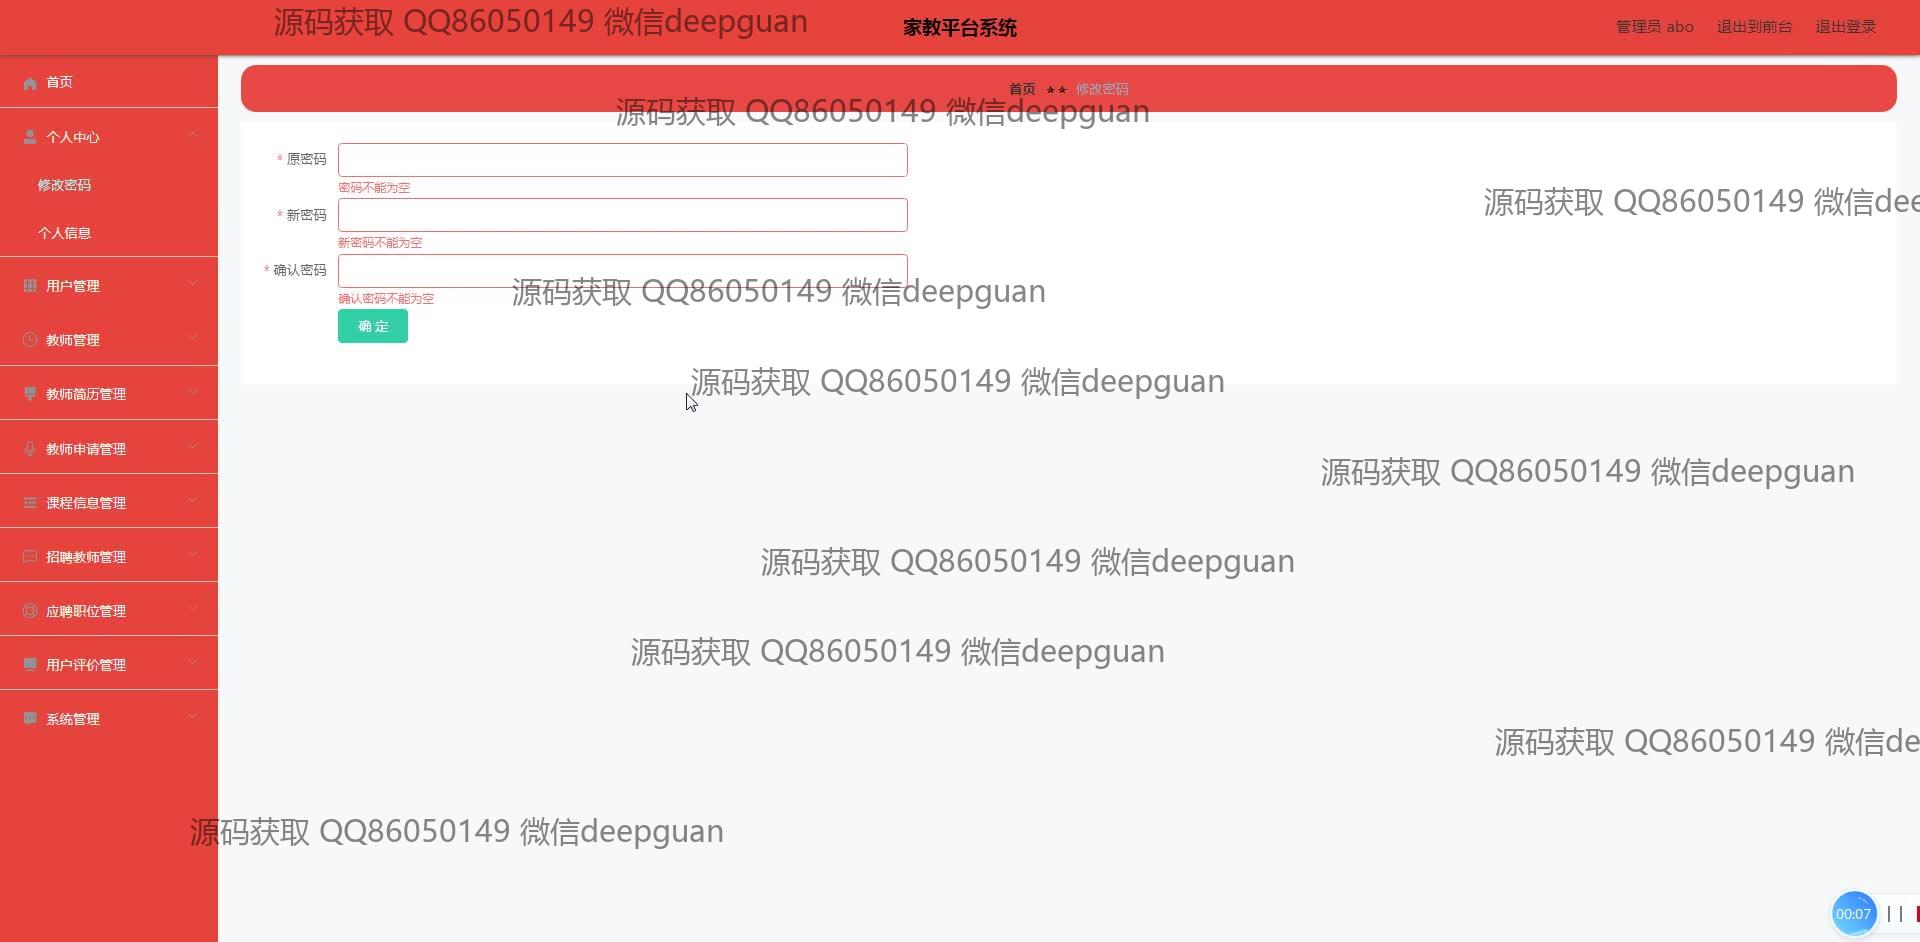 源码获取 QQ86050149 微信deepguan
家教平台系统
管理员 abo 退出到前台 退出登录
首页
首页 ★★ 修改密码
源码获取 QQ86050149 微信deepguan
个人中心
* 原密码
密码不能为空
修改密码
源码获取 QQ86050149 微信dee
* 新密码
个人信息
新密码不能为空
* 确认密码
用户管理
源码获取 QQ86050149 微信deepguan
确认密码不能为空
确 定
教师管理
源码获取 QQ86050149 微信deepguan
教师简历管理
教师申请管理
源码获取 QQ86050149 微信deepguan
课程信息管理
招聘教师管理
源码获取 QQ86050149 微信deepguan
应聘职位管理
源码获取 QQ86050149 微信deepguan
用户评价管理
系统管理
源码获取 QQ86050149 微信de
源码获取 QQ86050149 微信deepguan
00:07